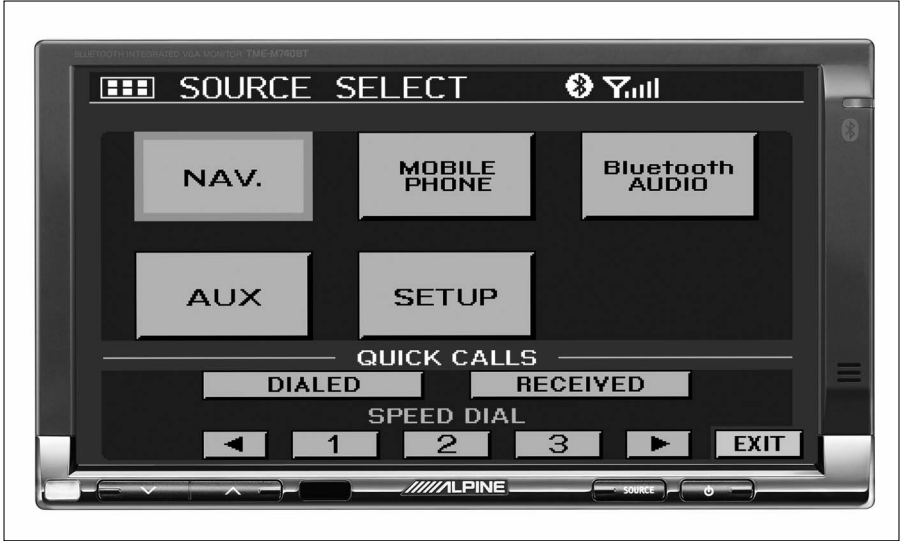 BLUETOOTH INTEGRATED VGA MONITOR TME-M740BT
SOURCE SELECT
NAV.
MOBILE
PHONE
Bluetooth
AUDIO
AUX
SETUP
QUICK CALLS
DIALED
RECEIVED
SPEED DIAL
1
2
3
EXIT
ALPINE
SOURCE